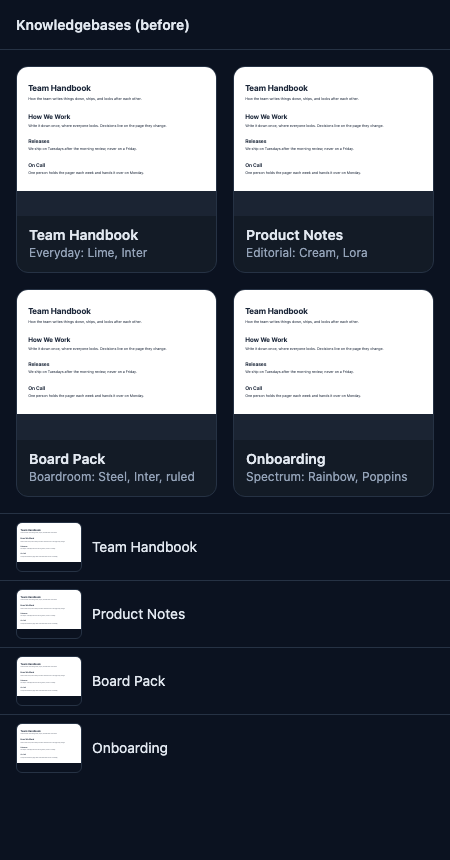 Knowledgebases (before)
Team Handbook
How the team writes things down, ships, and looks after each other.
How We Work
Write it down once, where everyone looks. Decisions live on the page they change.
Releases
We ship on Tuesdays after the morning review, never on a Friday.
On Call
One person holds the pager each week and hands it over on Monday.
Team Handbook
Everyday: Lime, Inter
Team Handbook
How the team writes things down, ships, and looks after each other.
How We Work
Write it down once, where everyone looks. Decisions live on the page they change.
Releases
We ship on Tuesdays after the morning review, never on a Friday.
On Call
One person holds the pager each week and hands it over on Monday.
Product Notes
Editorial: Cream, Lora
Team Handbook
How the team writes things down, ships, and looks after each other.
How We Work
Write it down once, where everyone looks. Decisions live on the page they change.
Releases
We ship on Tuesdays after the morning review, never on a Friday.
On Call
One person holds the pager each week and hands it over on Monday.
Board Pack
Boardroom: Steel, Inter, ruled
Team Handbook
How the team writes things down, ships, and looks after each other.
How We Work
Write it down once, where everyone looks. Decisions live on the page they change.
Releases
We ship on Tuesdays after the morning review, never on a Friday.
On Call
One person holds the pager each week and hands it over on Monday.
Onboarding
Spectrum: Rainbow, Poppins
Team Handbook
Team Handbook
Team Handbook
Product Notes
Team Handbook
Board Pack
Team Handbook
Onboarding